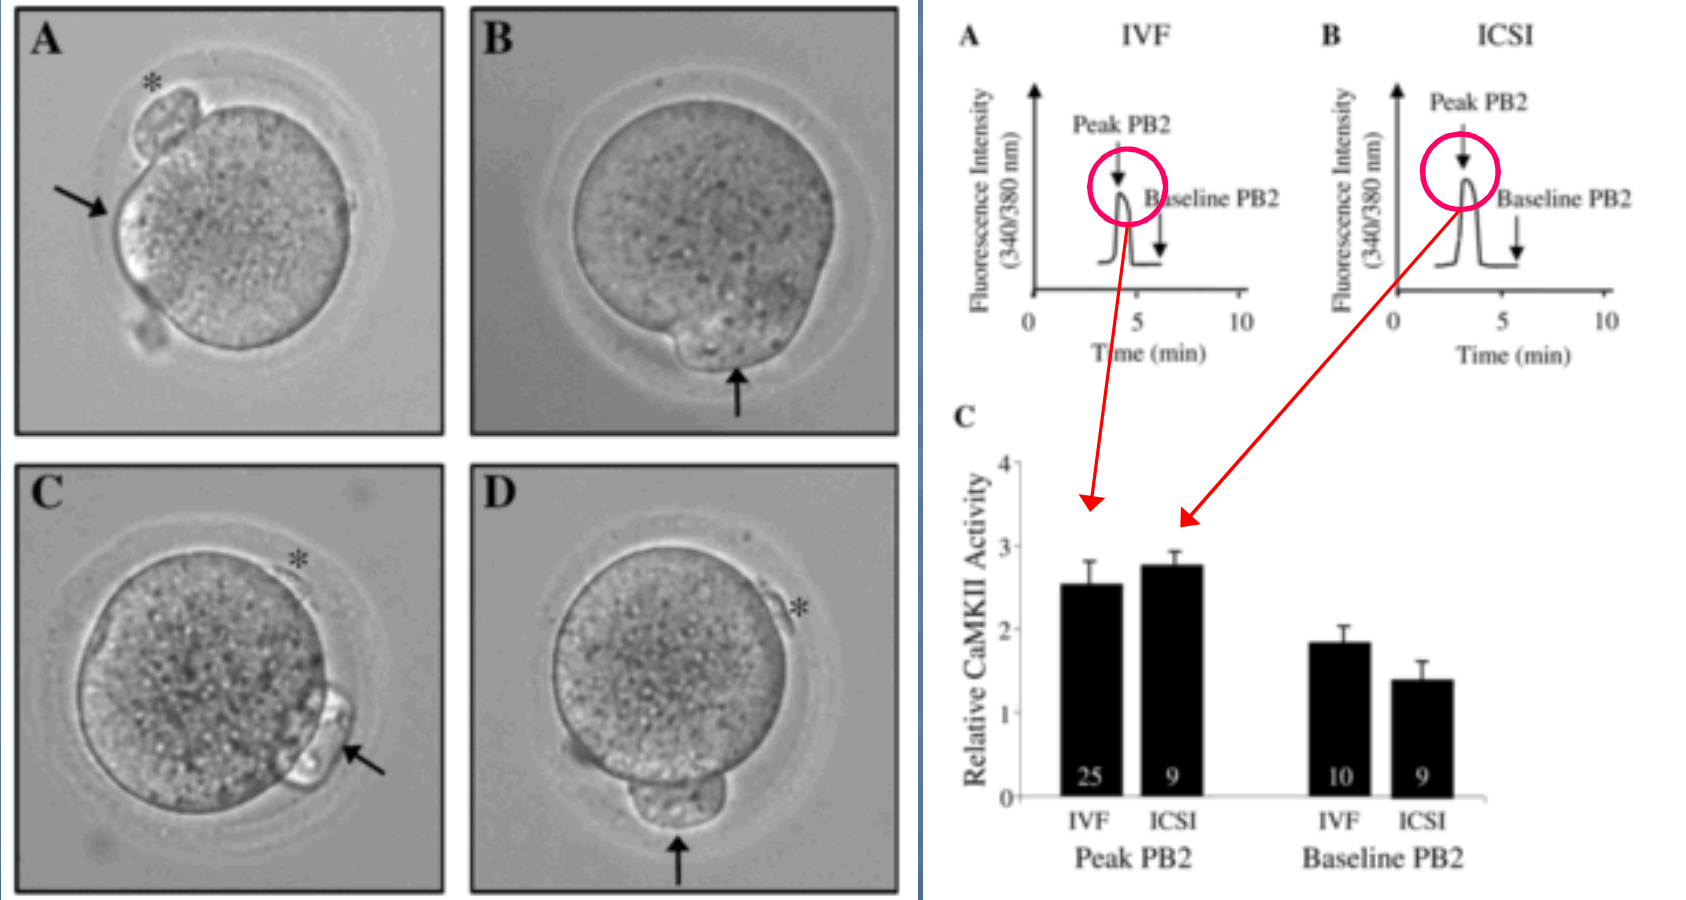 A
*
B
C
*
D
*
A IVF
Fluorescence Intensity
(340/380 nm)
Peak PB2
Baseline PB2
0 5 10
Time (min)
B ICSI
Fluorescence Intensity
(340/380 nm)
Peak PB2
Baseline PB2
0 5 10
Time (min)
C
Relative CaMKII Activity
4
3
2
1
0
25 9 10 9
IVF ICSI IVF ICSI
Peak PB2 Baseline PB2